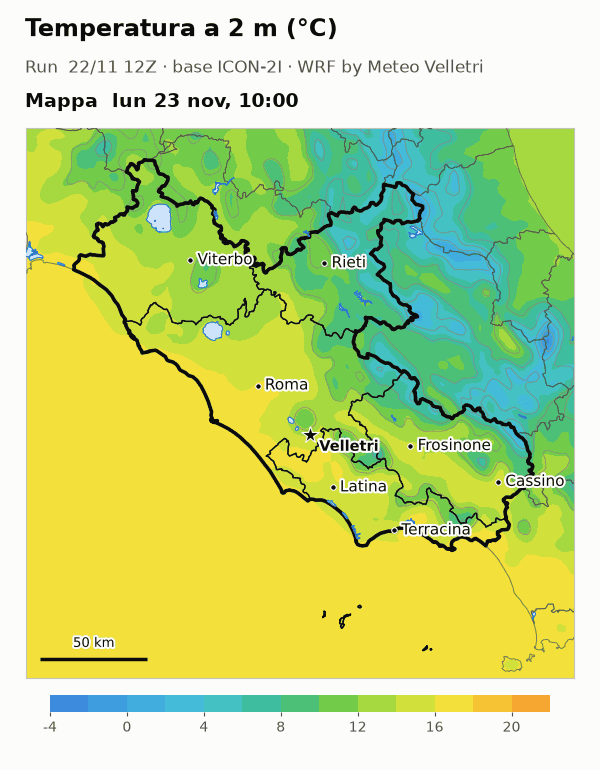 Temperatura a 2 m (°C)
Run  22/11 12Z · base ICON-2I · WRF by Meteo Velletri
Mappa  lun 23 nov, 10:00
Viterbo
Rieti
Roma
Velletri
Frosinone
Latina
Cassino
Terracina
50 km
-4 0 4 8 12 16 20